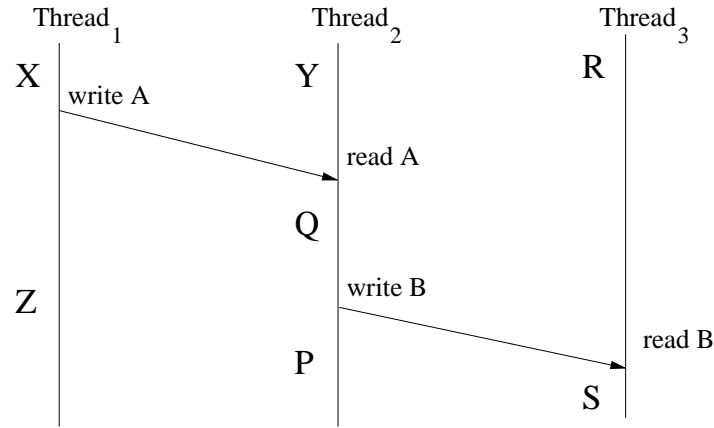 Thread1
Thread2
Thread3
X
Y
R
write A
read A
Q
Z
write B
read B
P
S